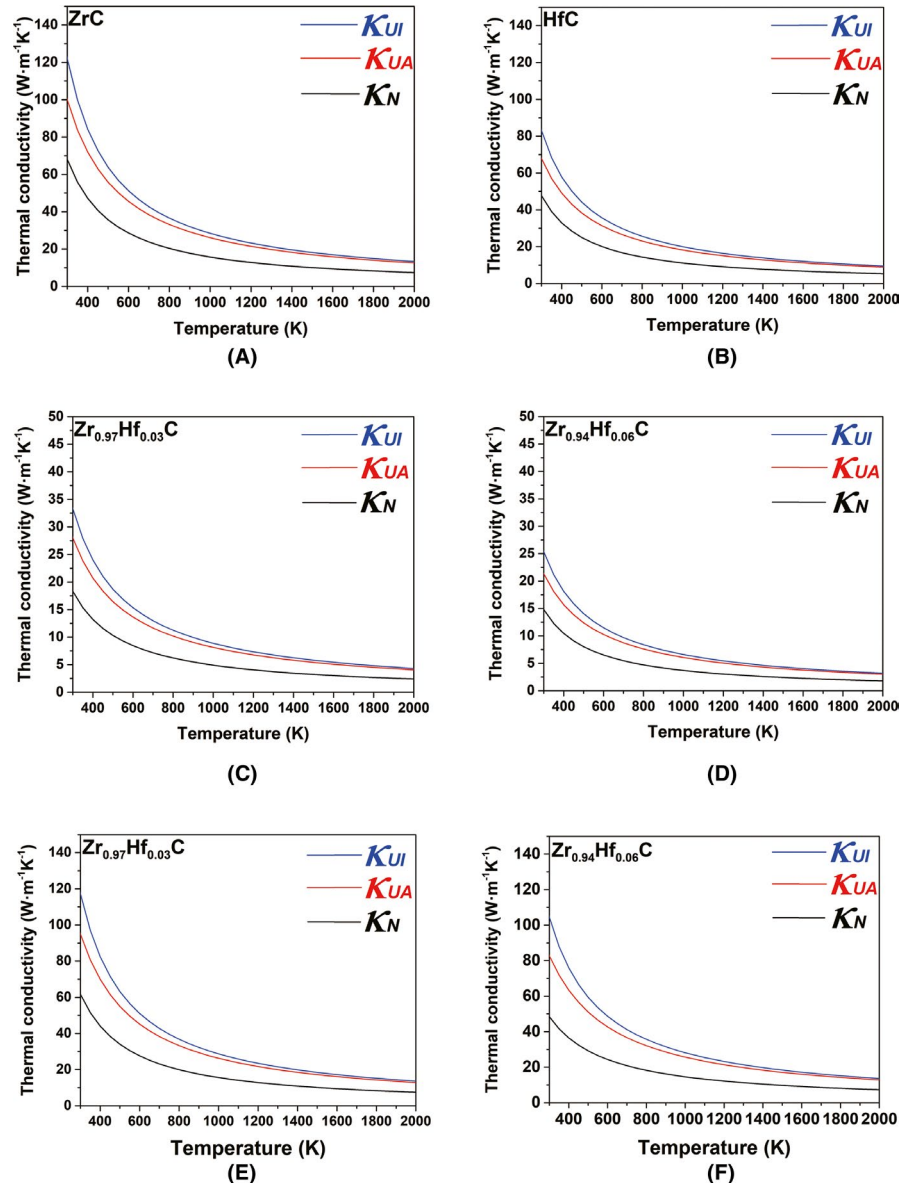 ZrC
κUI
κUA
κN
Thermal conductivity (W·m⁻¹K⁻¹)
140
120
100
80
60
40
20
0
400 600 800 1000 1200 1400 1600 1800 2000
Temperature (K)
(A)
HfC
κUI
κUA
κN
Thermal conductivity (W·m⁻¹K⁻¹)
140
120
100
80
60
40
20
0
400 600 800 1000 1200 1400 1600 1800 2000
Temperature (K)
(B)
Zr₀.₉₇Hf₀.₀₃C
κUI
κUA
κN
Thermal conductivity (W·m⁻¹K⁻¹)
50
45
40
35
30
25
20
15
10
5
0
400 600 800 1000 1200 1400 1600 1800 2000
Temperature (K)
(C)
Zr₀.₉₄Hf₀.₀₆C
κUI
κUA
κN
Thermal conductivity (W·m⁻¹K⁻¹)
50
45
40
35
30
25
20
15
10
5
0
400 600 800 1000 1200 1400 1600 1800 2000
Temperature (K)
(D)
Zr₀.₉₇Hf₀.₀₃C
κUI
κUA
κN
Thermal conductivity (W·m⁻¹K⁻¹)
140
120
100
80
60
40
20
0
400 600 800 1000 1200 1400 1600 1800 2000
Temperature (K)
(E)
Zr₀.₉₄Hf₀.₀₆C
κUI
κUA
κN
Thermal conductivity (W·m⁻¹K⁻¹)
140
120
100
80
60
40
20
0
400 600 800 1000 1200 1400 1600 1800 2000
Temperature (K)
(F)